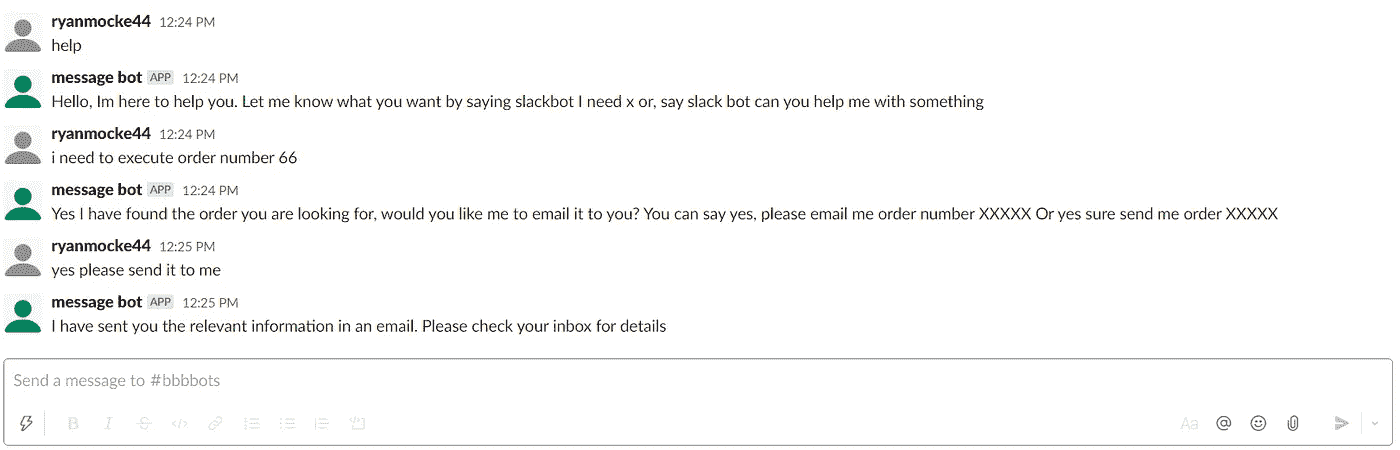 ryanmocke44 12:24 PM
help
message bot APP 12:24 PM
Hello, Im here to help you. Let me know what you want by saying slackbot I need x or, say slack bot can you help me with something
ryanmocke44 12:24 PM
i need to execute order number 66
message bot APP 12:24 PM
Yes I have found the order you are looking for, would you like me to email it to you? You can say yes, please email me order number XXXXX Or yes sure send me order XXXXX
ryanmocke44 12:25 PM
yes please send it to me
message bot APP 12:25 PM
I have sent you the relevant information in an email. Please check your inbox for details
Send a message to #bbbbots
B I S </> Aa @